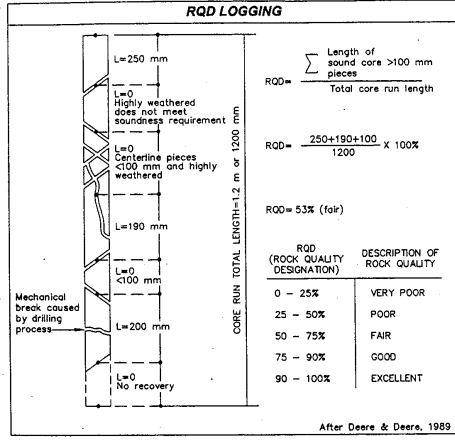 RQD LOGGING
L=250 mm
L=0
Highly weathered
does not meet
soundness requirement
L=0
Centerline pieces
<100 mm and highly
weathered
L=190 mm
L=0
<100 mm
Mechanical
break caused
by drilling
process
L=200 mm
L=0
No recovery
CORE RUN TOTAL LENGTH=1.2 m or 1200 mm
RQD= ∑ Length of
sound core >100 mm
pieces
Total core run length
RQD= 250+190+100 X 100%
1200
RQD= 53% (fair)
RQD
(ROCK QUALITY
DESIGNATION)
DESCRIPTION OF
ROCK QUALITY
0 - 25% VERY POOR
25 - 50% POOR
50 - 75% FAIR
75 - 90% GOOD
90 - 100% EXCELLENT
After Deere & Deere, 1989